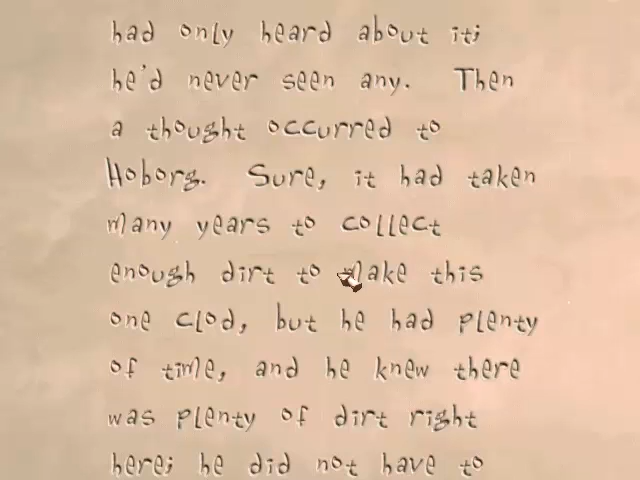 had only heard about it;
he'd never seen any. Then
a thought occurred to
Hoborg. Sure, it had taken
many years to collect
enough dirt to make this
one clod, but he had plenty
of time, and he knew there
was plenty of dirt right
here; he did not have to